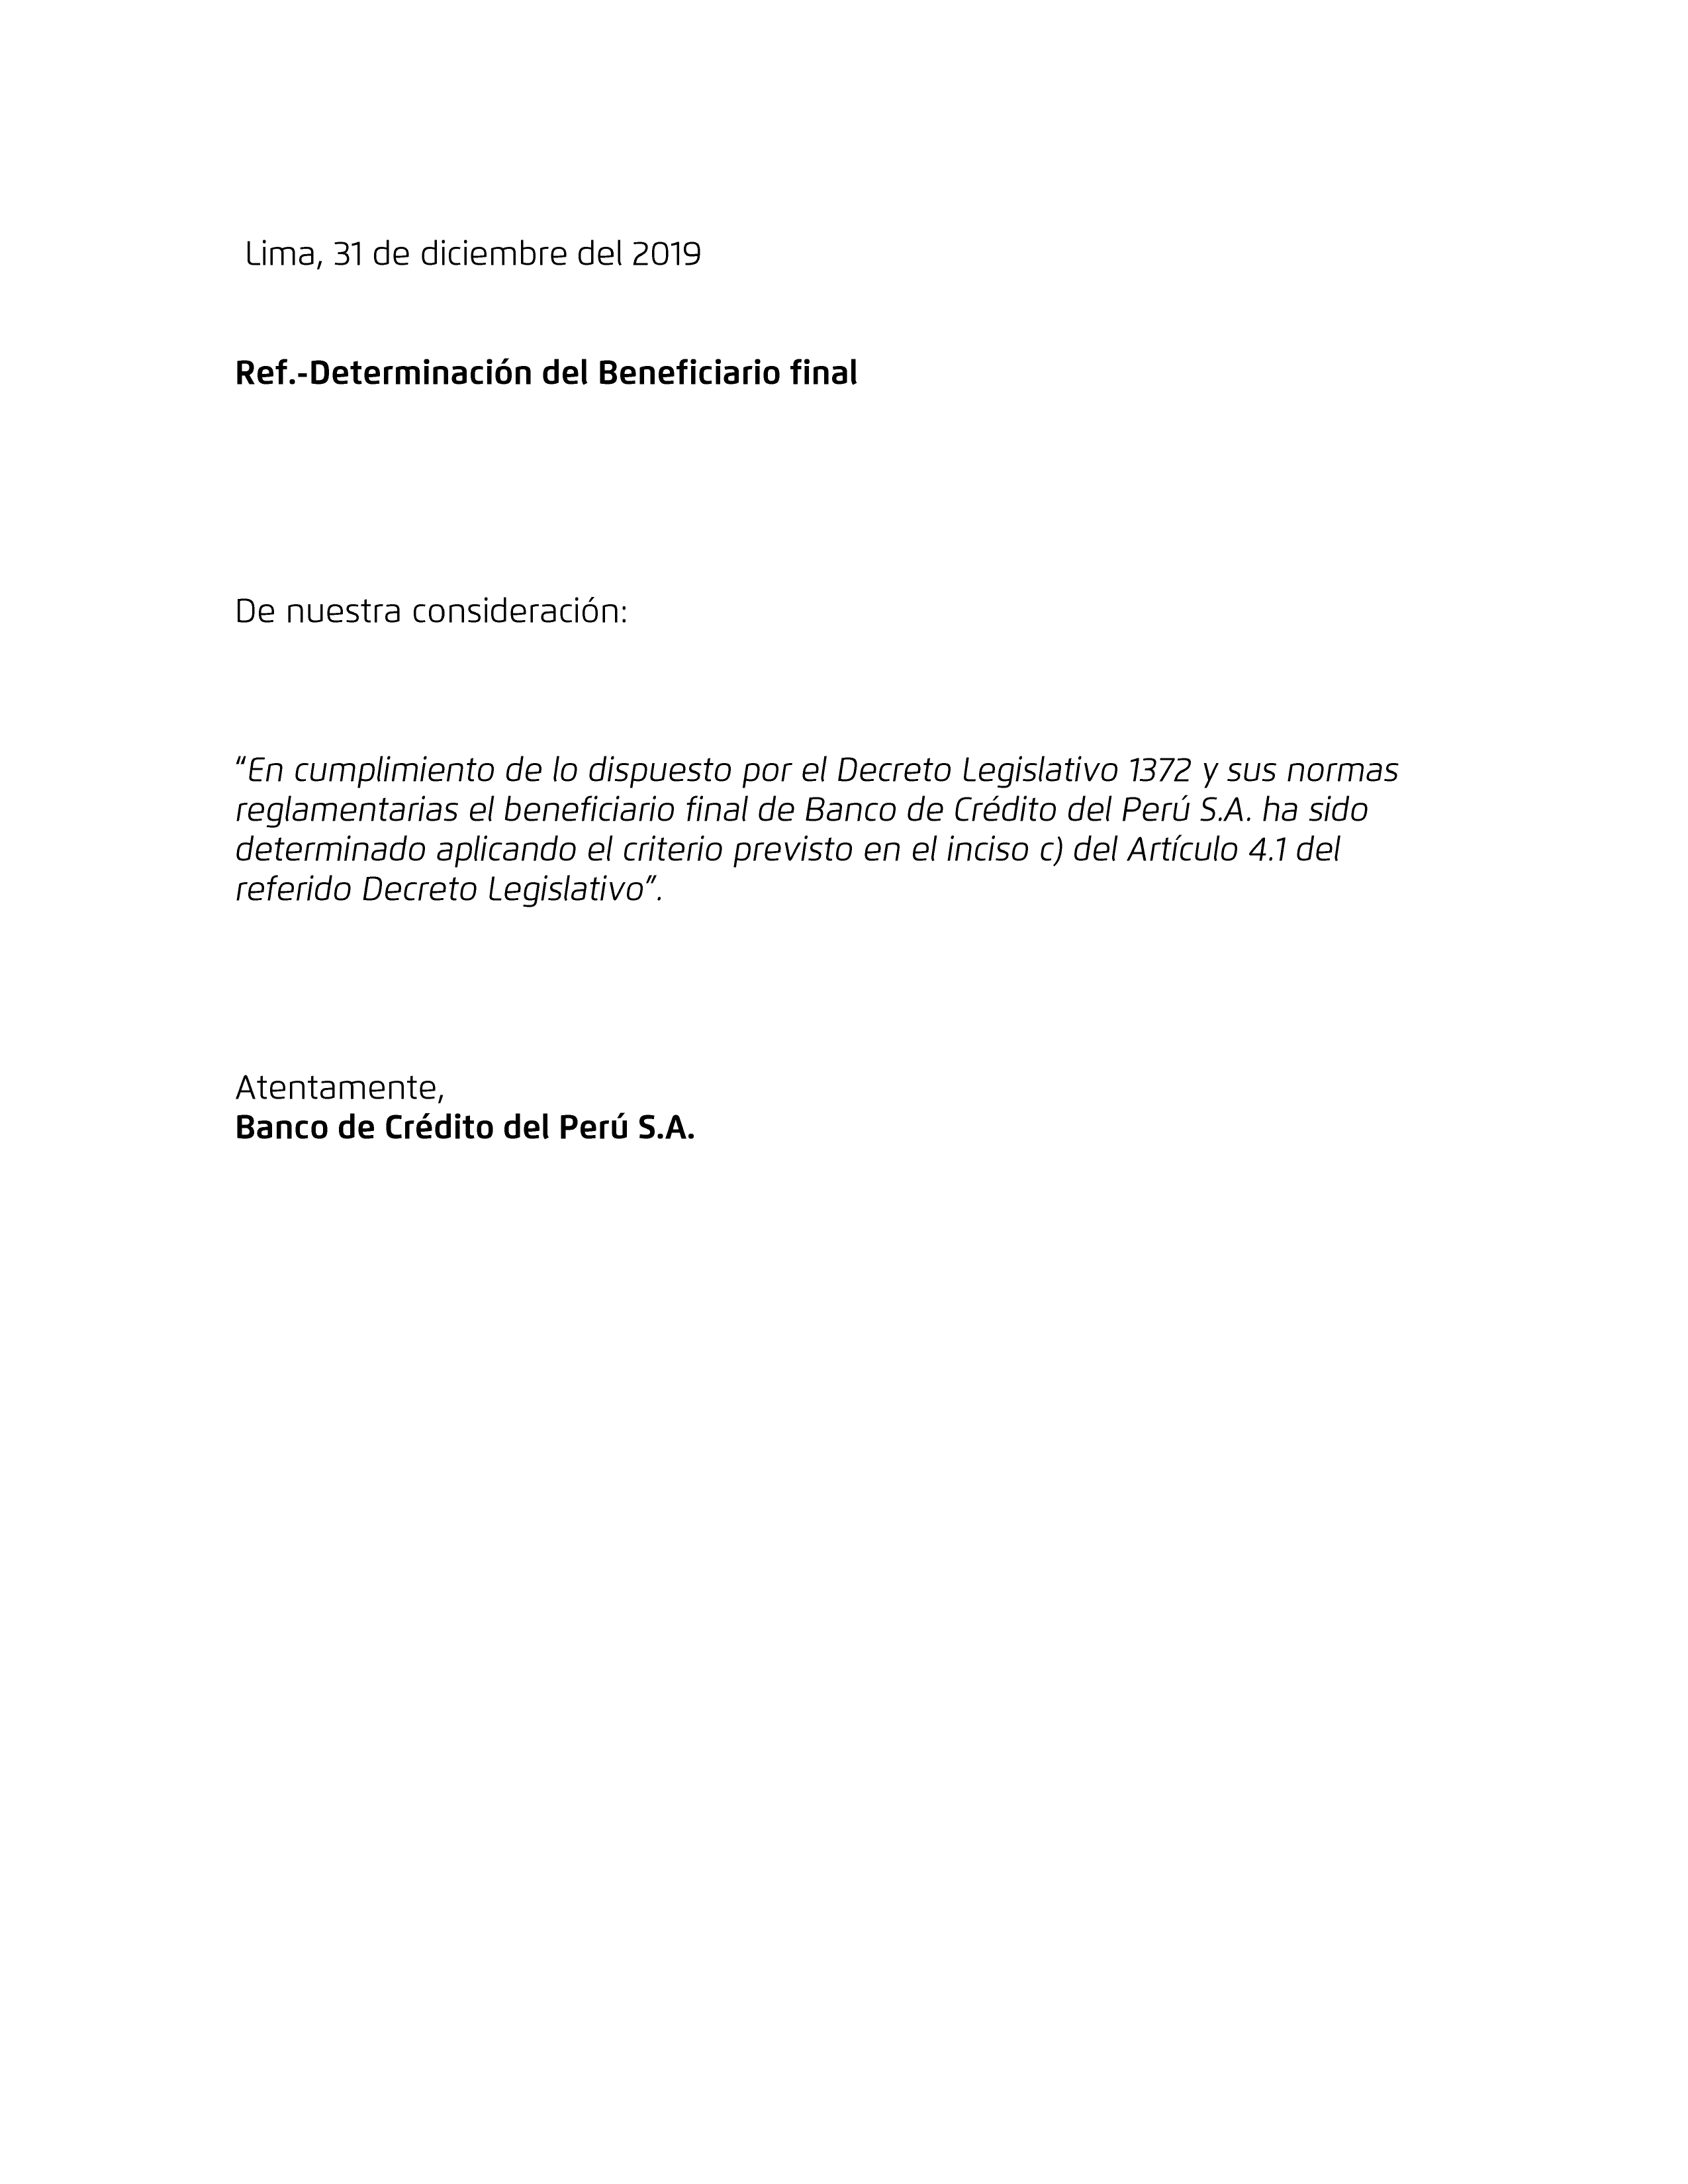 Lima, 31 de diciembre del 2019
Ref.-Determinación del Beneficiario final
De nuestra consideración:
“En cumplimiento de lo dispuesto por el Decreto Legislativo 1372 y sus normas
reglamentarias el beneficiario final de Banco de Crédito del Perú S.A. ha sido
determinado aplicando el criterio previsto en el inciso c) del Artículo 4.1 del
referido Decreto Legislativo”.
Atentamente,
Banco de Crédito del Perú S.A.